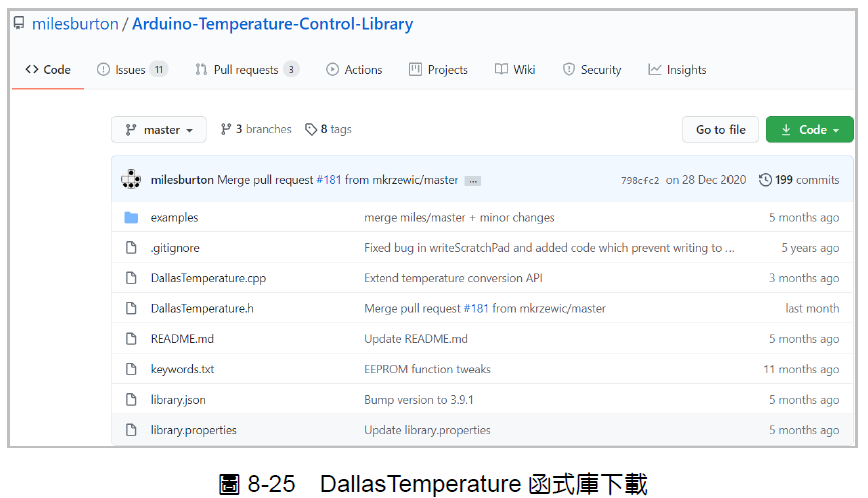 milesburton / Arduino-Temperature-Control-Library
Code Issues 11 Pull requests 3 Actions Projects Wiki Security Insights
master 3 branches 8 tags Go to file Code
milesburton Merge pull request #181 from mkrzewic/master ... 798cfc2 on 28 Dec 2020 199 commits
examples merge miles/master + minor changes 5 months ago
.gitignore Fixed bug in writeScratchPad and added code which prevent writing to ... 5 years ago
DallasTemperature.cpp Extend temperature conversion API 3 months ago
DallasTemperature.h Merge pull request #181 from mkrzewic/master last month
README.md Update README.md 5 months ago
keywords.txt EEPROM function tweaks 11 months ago
library.json Bump version to 3.9.1 5 months ago
library.properties Update library.properties 5 months ago
圖 8-25 DallasTemperature 函式庫下載